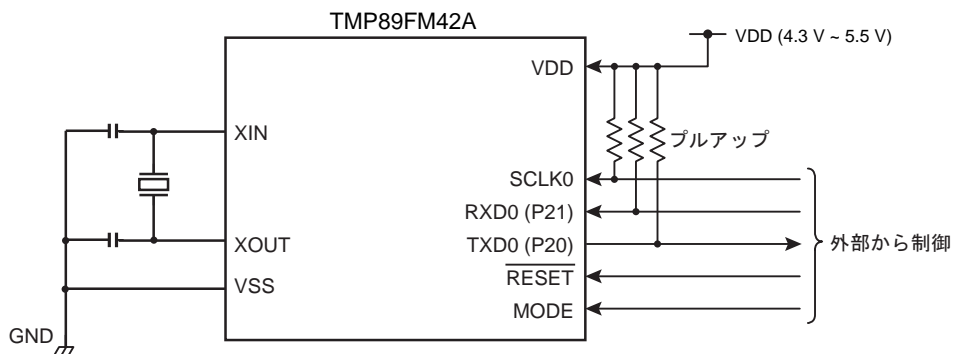 TMP89FM42A
VDD (4.3 V ~ 5.5 V)
VDD
XIN
プルアップ
SCLK0
RXD0 (P21)
XOUT
TXD0 (P20)
外部から制御
RESET
VSS
MODE
GND